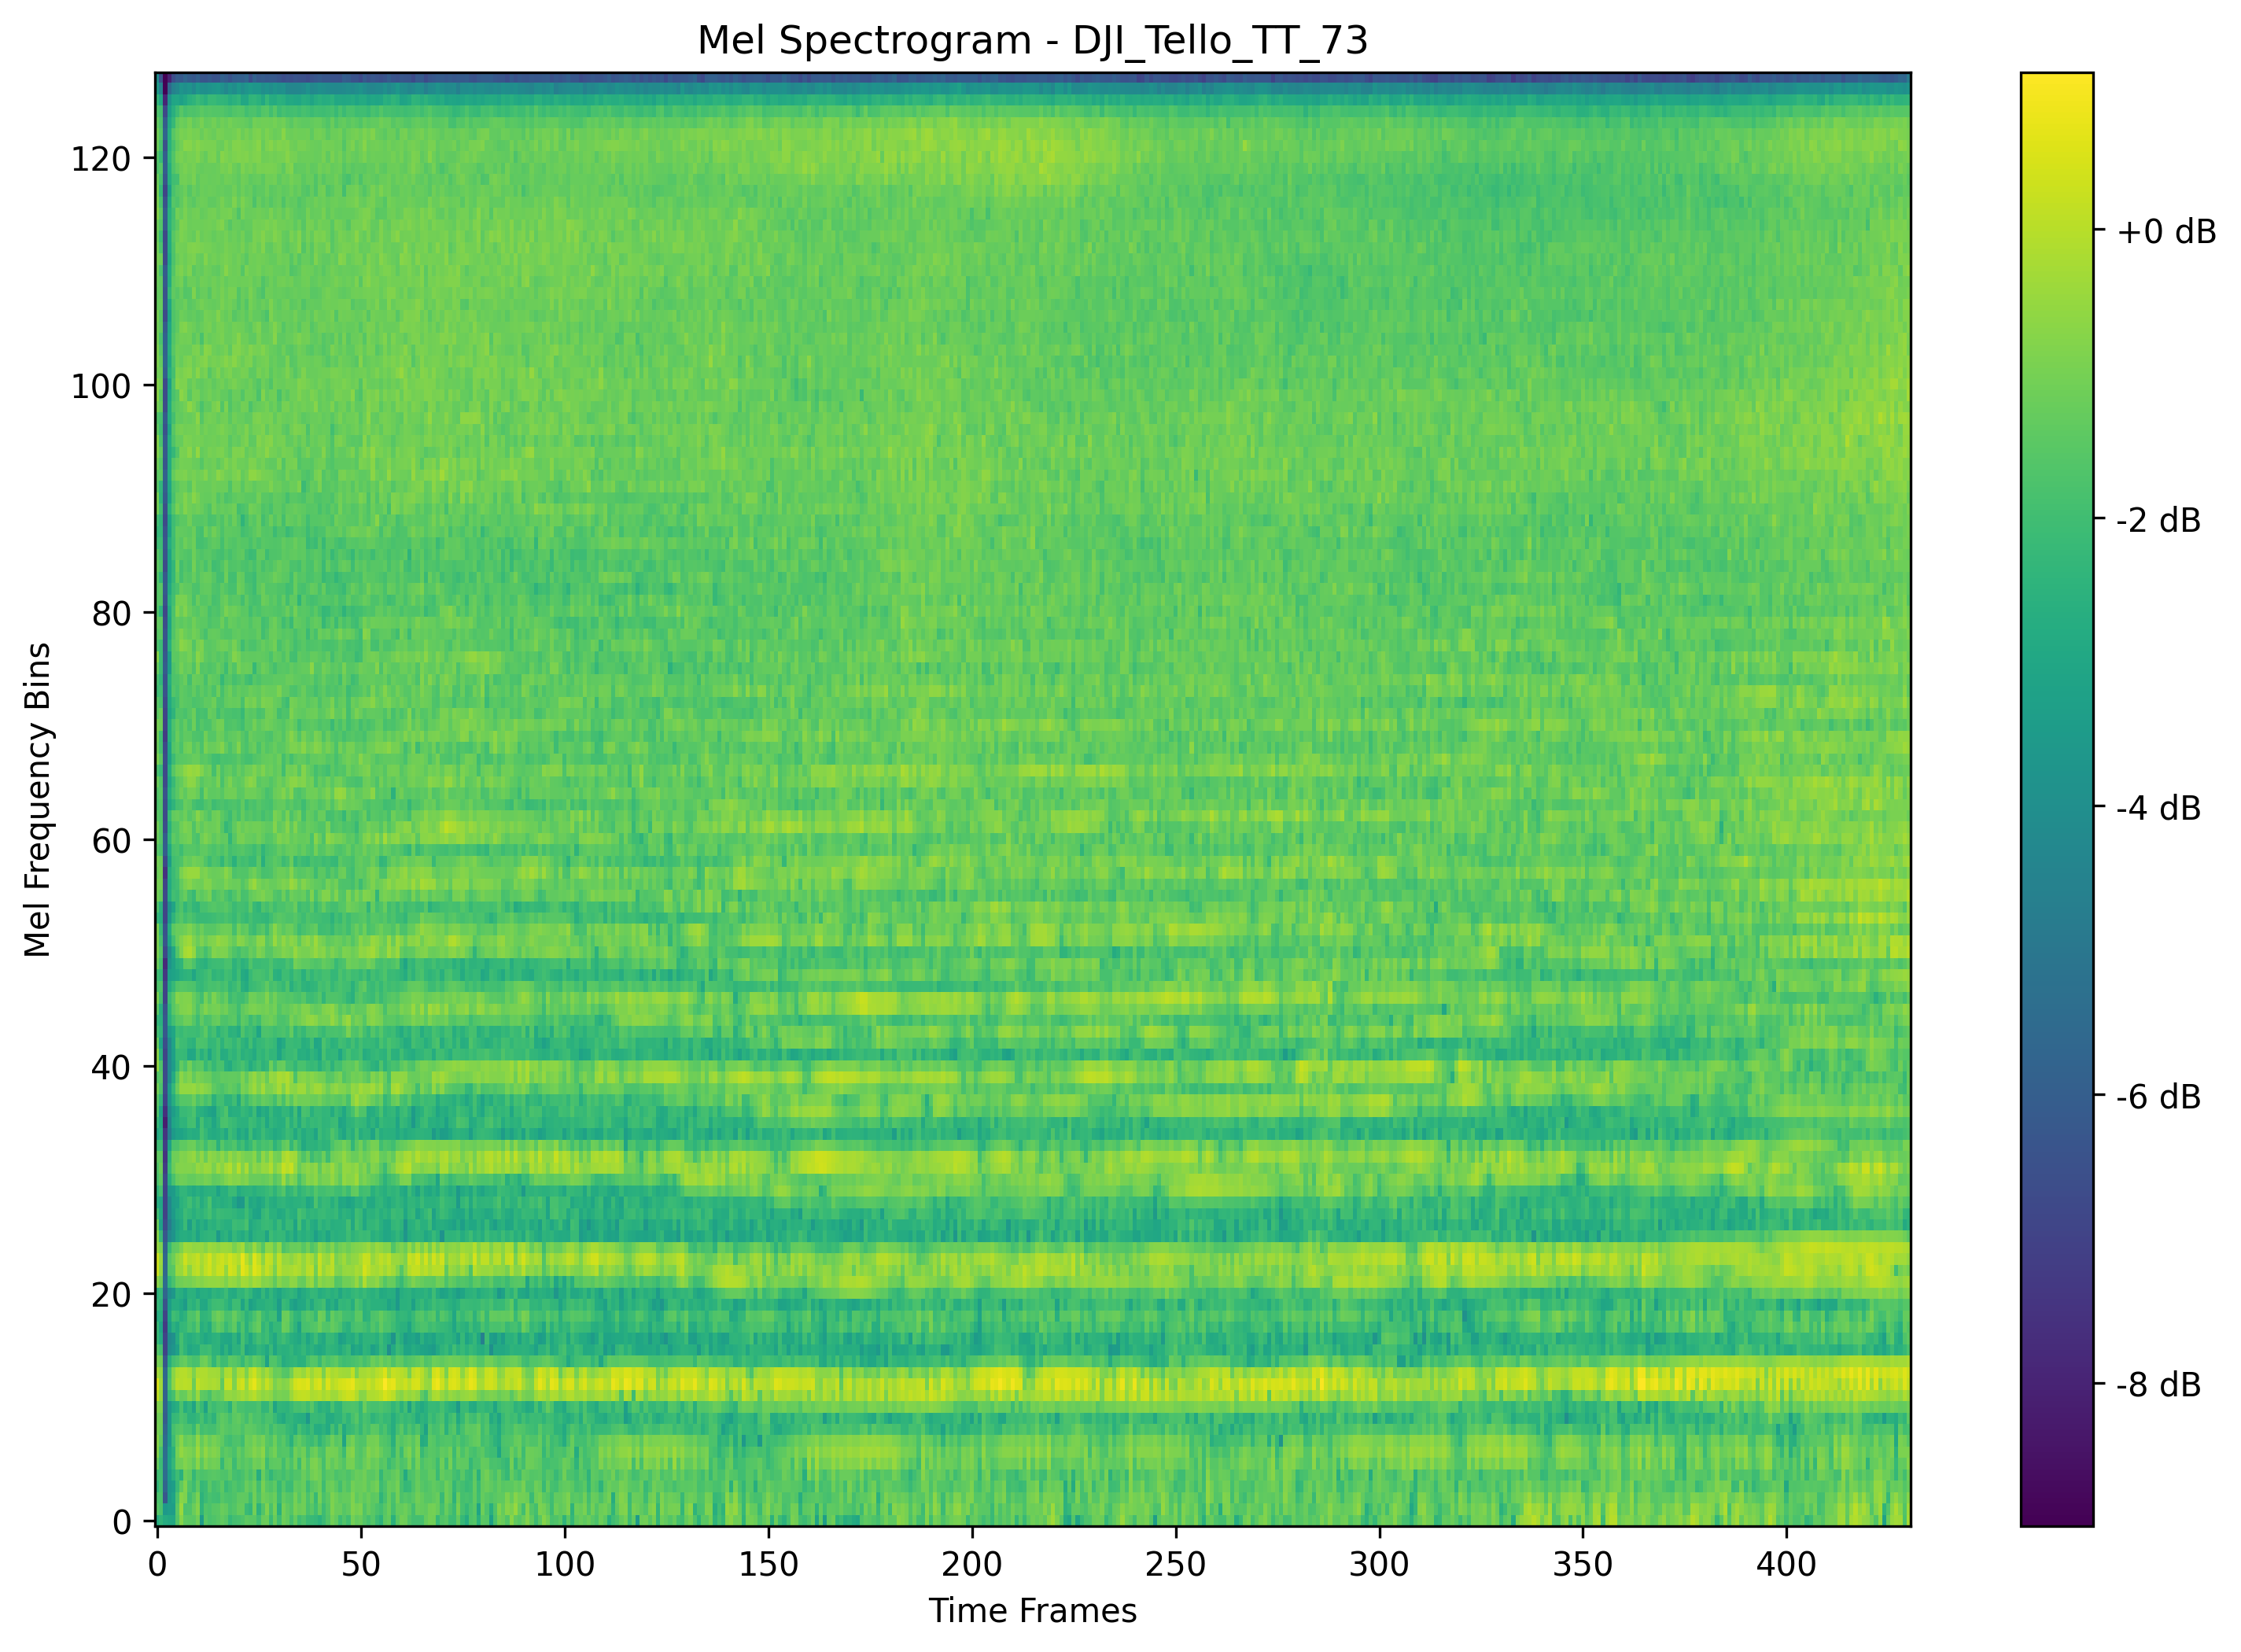 Mel Spectrogram - DJI_Tello_TT_73
Mel Frequency Bins
120
100
80
60
40
20
0
0 50 100 150 200 250 300 350 400
Time Frames
+0 dB
-2 dB
-4 dB
-6 dB
-8 dB